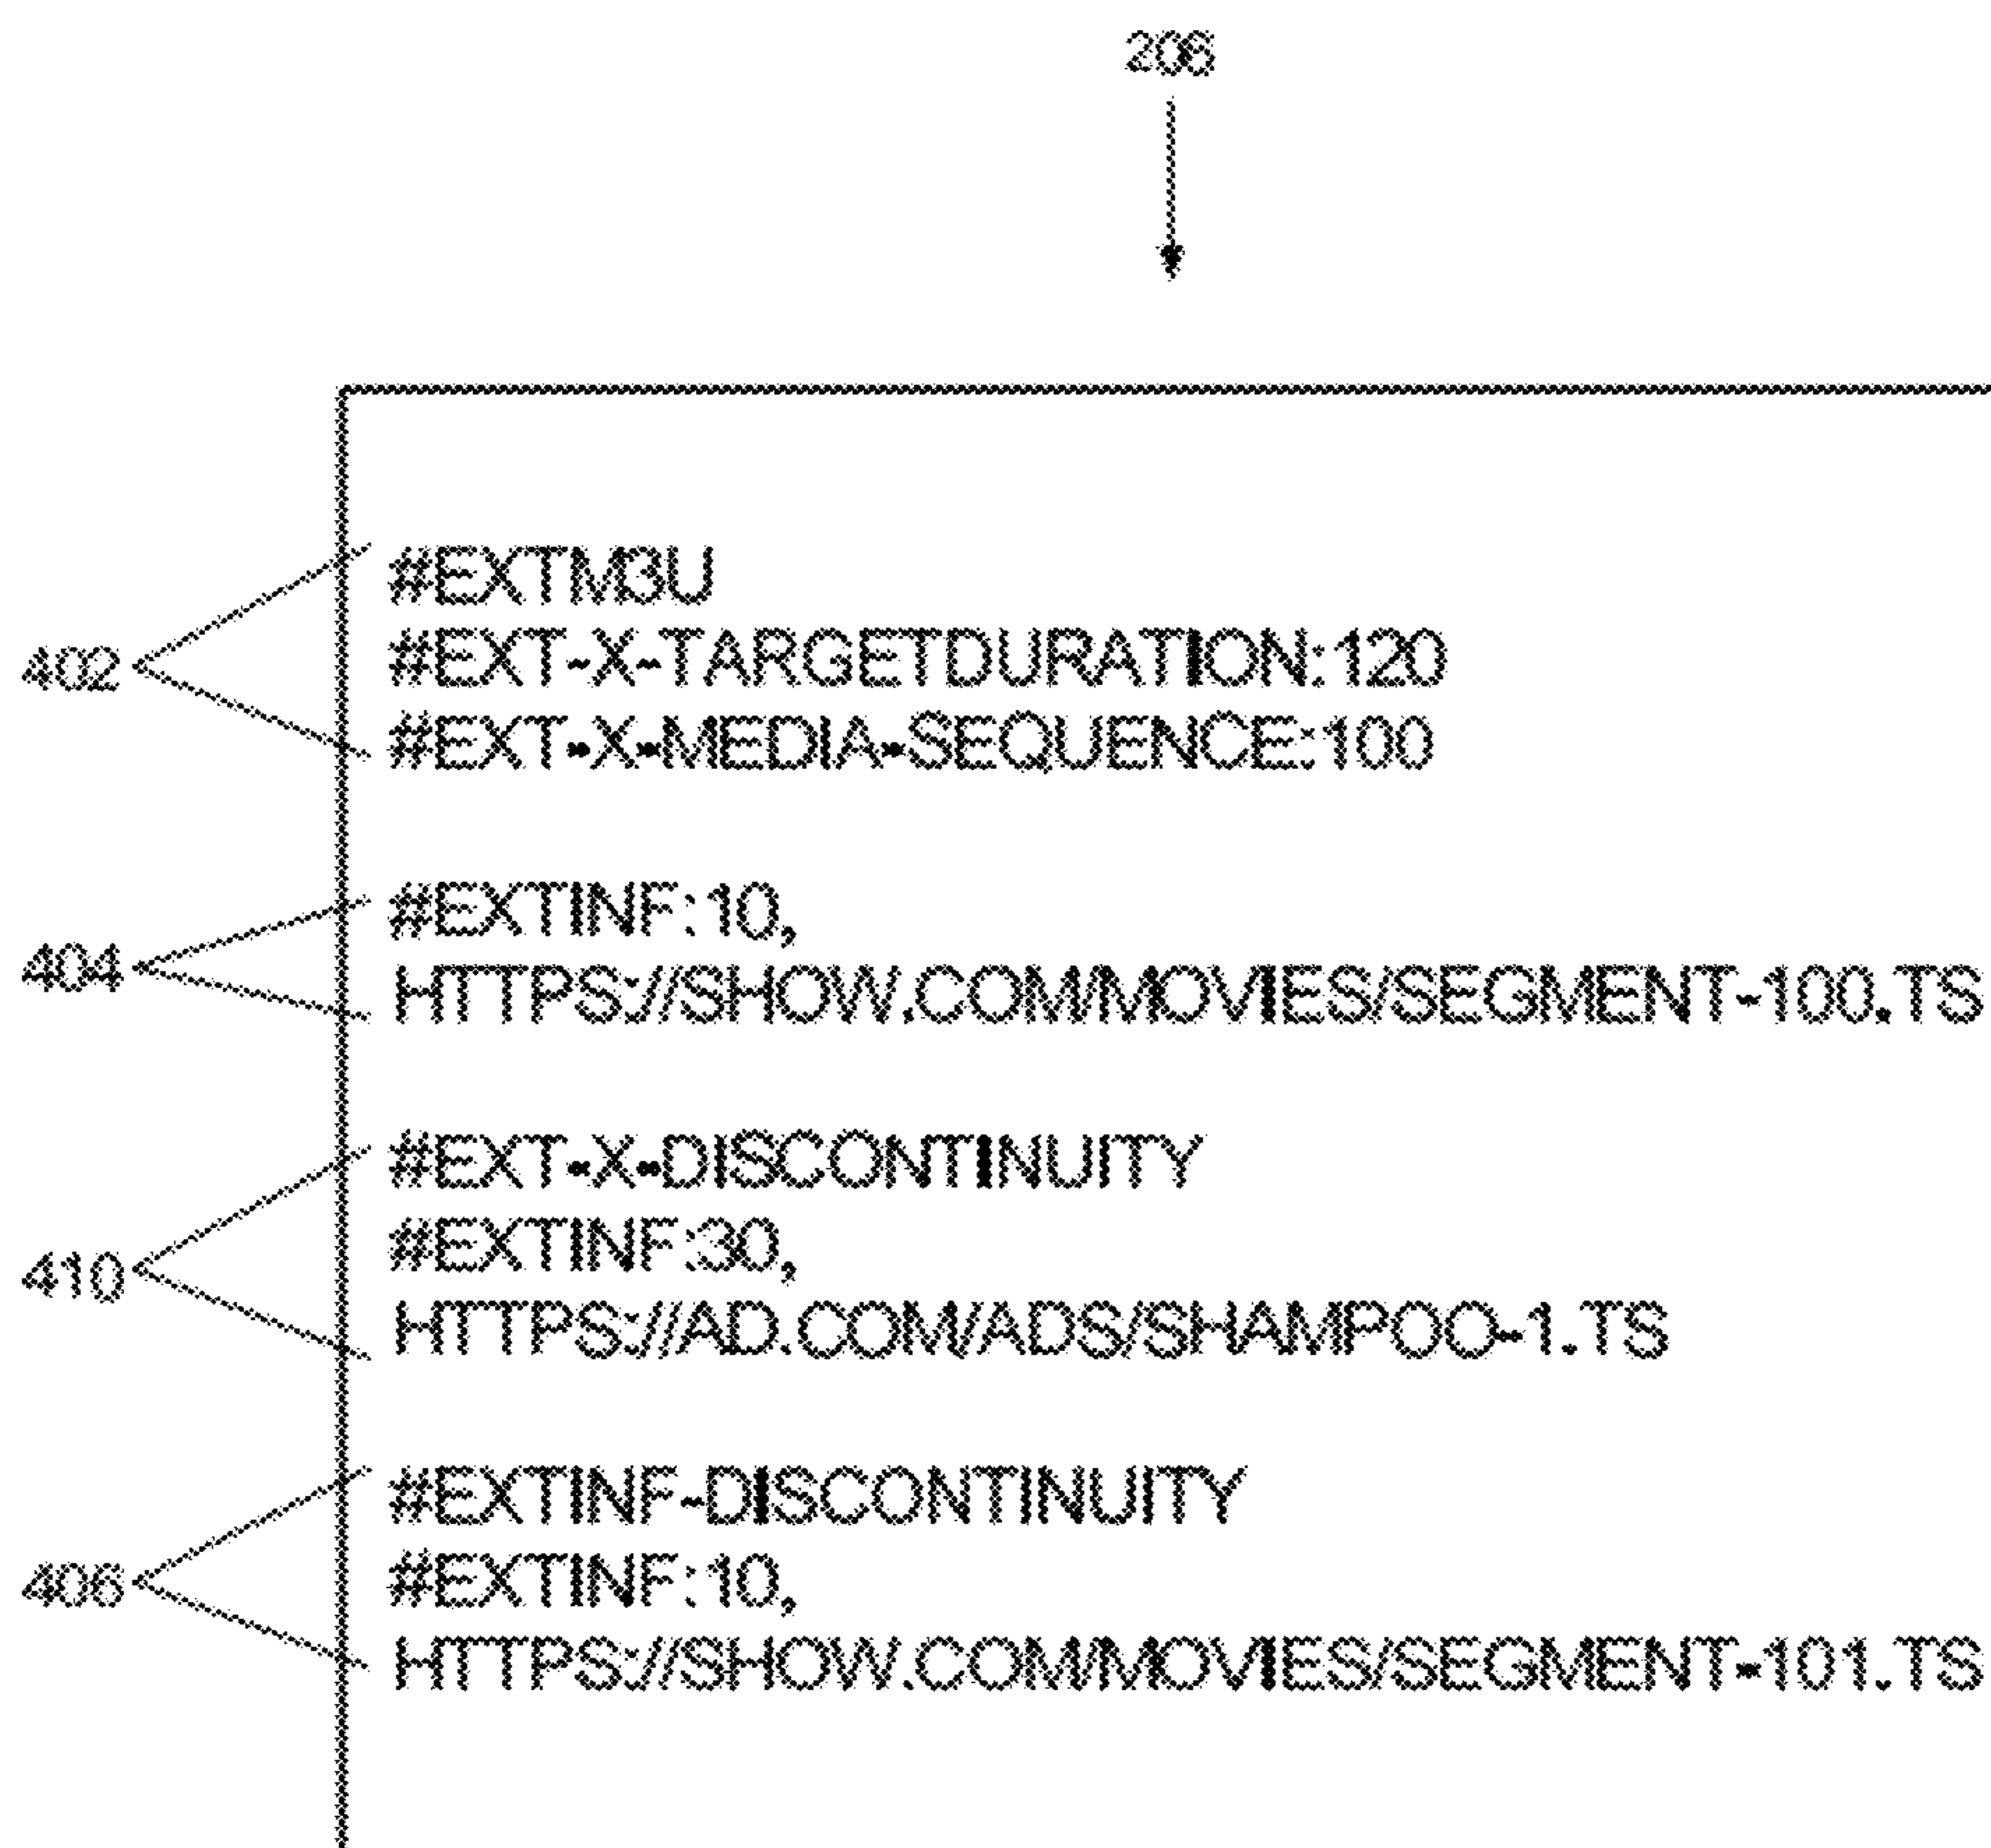 206
402
#EXTM3U
#EXT-X-TARGETDURATION:120
#EXT-X-MEDIA-SEQUENCE:100
404
#EXTINF:10,
HTTPS://SHOW.COM/MOVIES/SEGMENT-100.TS
410
#EXT-X-DISCONTINUITY
#EXTINF:30,
HTTPS://AD.COM/ADS/SHAMPOO-1.TS
406
#EXTINF-DISCONTINUITY
#EXTINF:10,
HTTPS://SHOW.COM/MOVIES/SEGMENT-101.TS